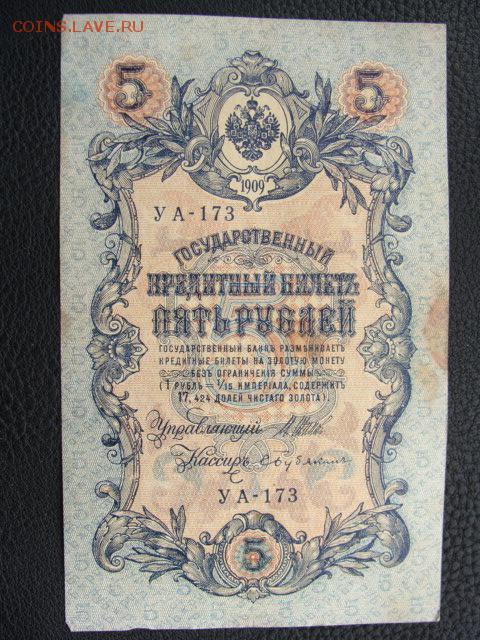 COINS.LAVE.RU
5 5
1909
УА-173
ГОСУДАРСТВЕННЫЙ
КРЕДИТНЫЙ БИЛЕТЪ
ПЯТЬ РУБЛЕЙ
ГОСУДАРСТВЕННЫЙ БАНКЪ РАЗМѢНИВАЕТЪ
КРЕДИТНЫЕ БИЛЕТЫ НА ЗОЛОТУЮ МОНЕТУ
БЕЗЪ ОГРАНИЧЕНІЯ СУММЫ
(1 РУБЛЬ = 1/15 ИМПЕРІАЛА, СОДЕРЖИТЪ
17,424 ДОЛЕЙ ЧИСТАГО ЗОЛОТА).
Управляющій
Кассиръ
УА-173
5